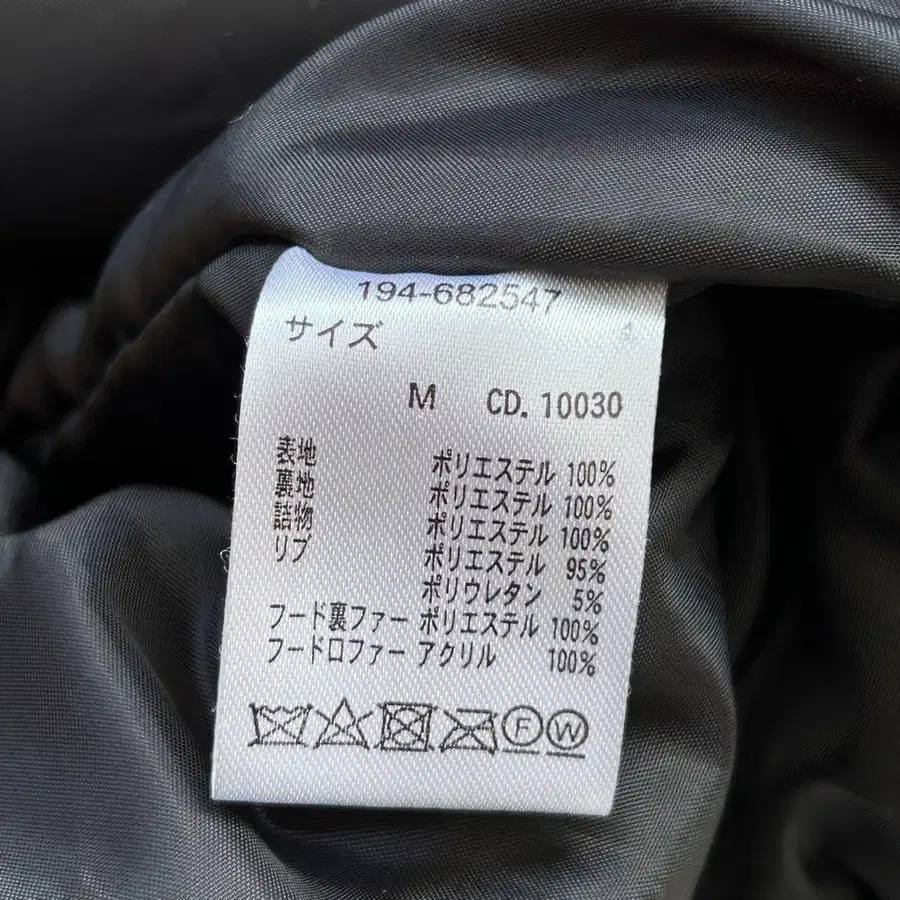 194-682547
サイズ 4
M CD. 10030
表地 ポリエステル 100%
裏地 ポリエステル 100%
詰物 ポリエステル 100%
リブ ポリエステル 95%
ポリウレタン 5%
フード裏ファー ポリエステル 100%
フード口ファー アクリル 100%
F W